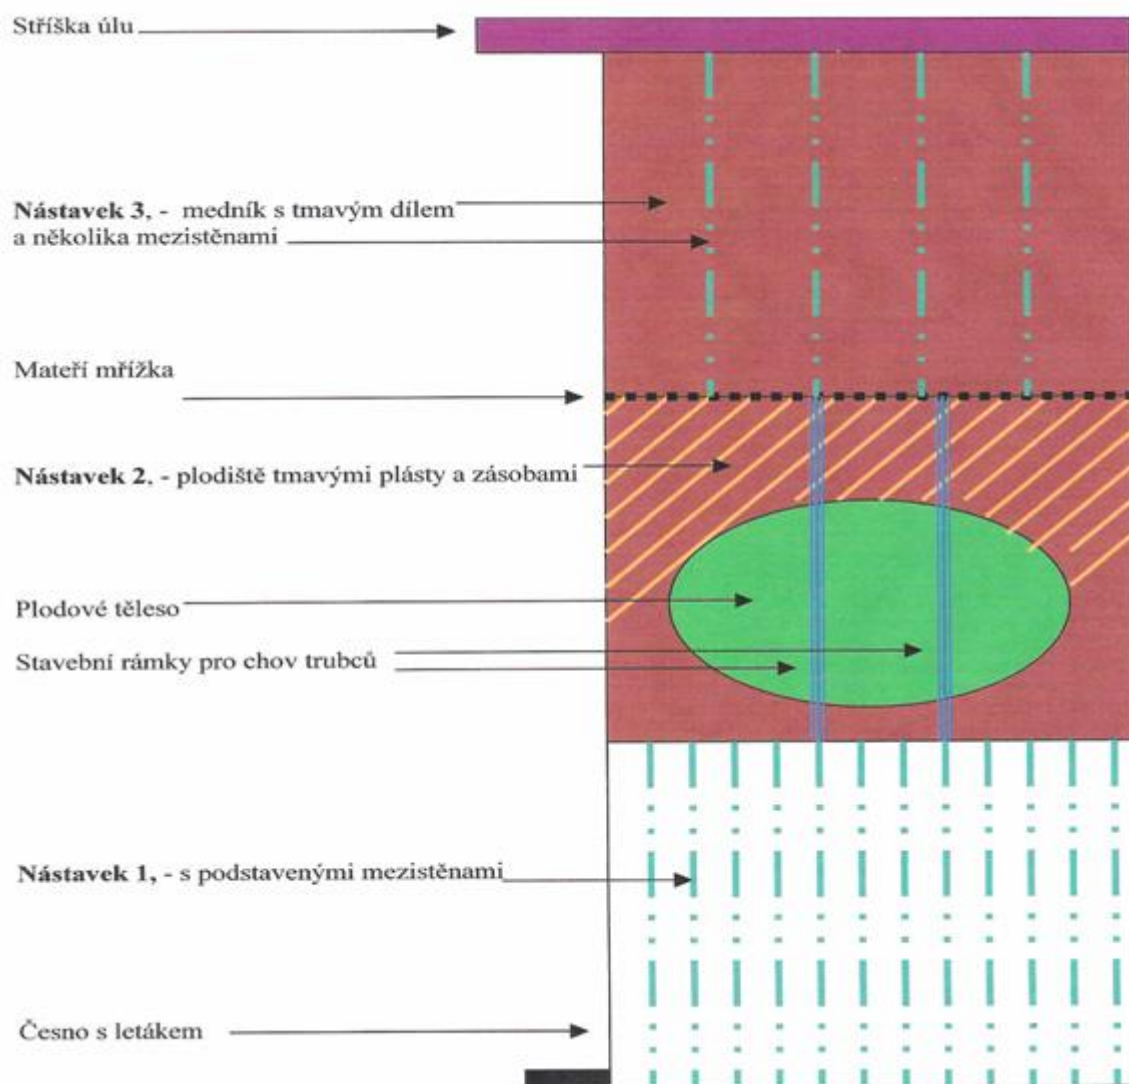 Stříška úlu
Nástavek 3. - medník s tmavým dílem
a několika mezistěnami
Mateří mřížka
Nástavek 2. - plodiště tmavými plásty a zásobami
Plodové těleso
Stavební rámky pro chov trubců
Nástavek 1, - s podstavenými mezistěnami
Česno s letákem